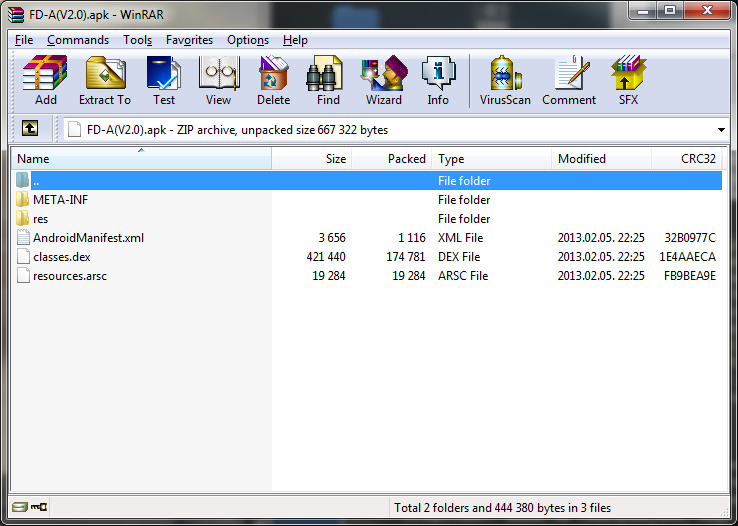 FD-A(V2.0).apk - WinRAR
File Commands Tools Favorites Options Help
Add Extract To Test View Delete Find Wizard Info VirusScan Comment SFX
FD-A(V2.0).apk - ZIP archive, unpacked size 667 322 bytes
Name Size Packed Type Modified CRC32
.. File folder
META-INF File folder
res File folder
AndroidManifest.xml 3 656 1 116 XML File 2013.02.05. 22:25 32B0977C
classes.dex 421 440 174 781 DEX File 2013.02.05. 22:25 1E4AAECA
resources.arsc 19 284 19 284 ARSC File 2013.02.05. 22:25 FB9BEA9E
Total 2 folders and 444 380 bytes in 3 files